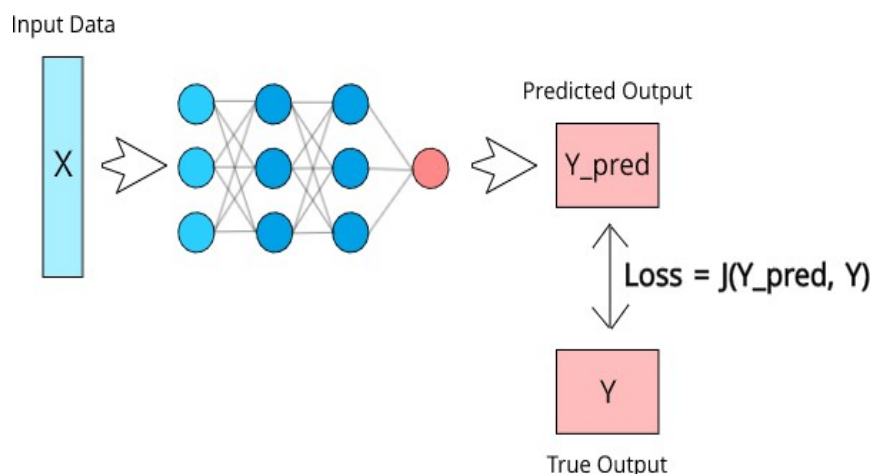 Input Data
X
Predicted Output
Y_pred
Loss = J(Y_pred, Y)
Y
True Output